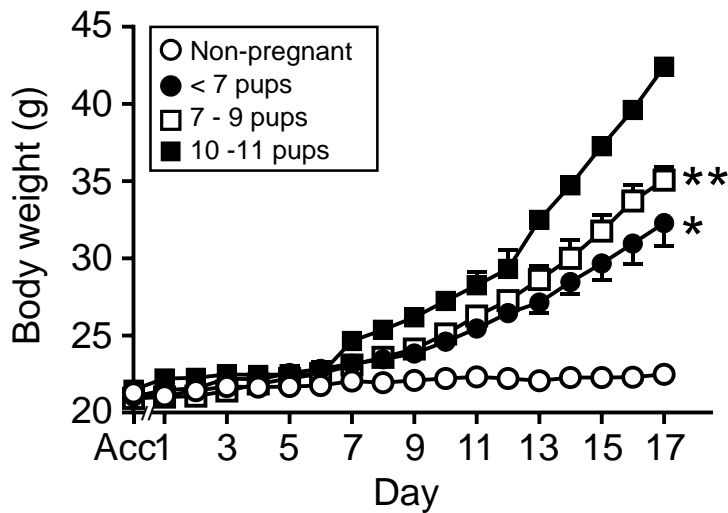 45
40
35
30
25
20
Body weight (g)
Non-pregnant
< 7 pups
7 - 9 pups
10 -11 pups
**
*
Acc1 3 5 7 9 11 13 15 17
Day